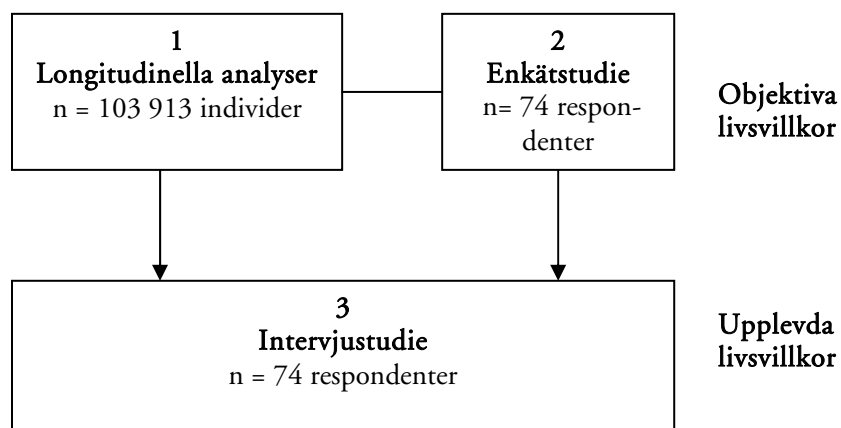 1
Longitudinella analyser
n = 103 913 individer
2
Enkätstudie
n= 74 respon-
denter
Objektiva
livsvillkor
3
Intervjustudie
n = 74 respondenter
Upplevda
livsvillkor